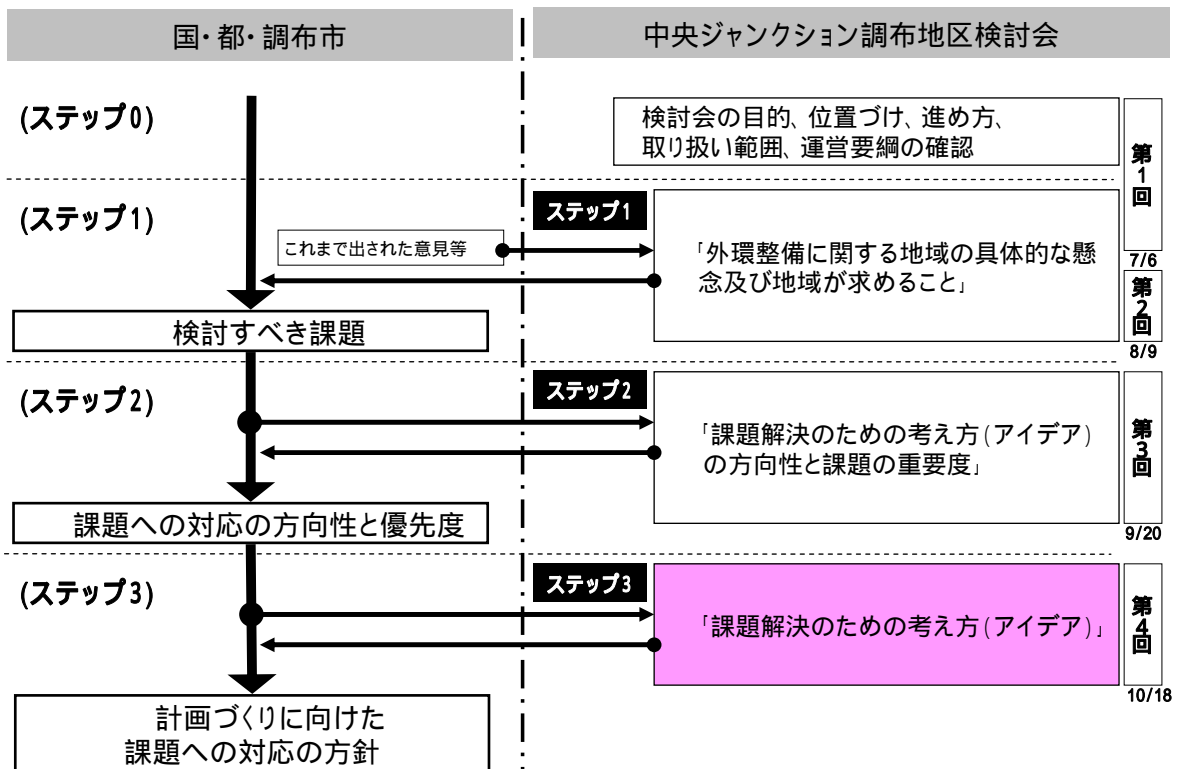 国・都・調布市
中央ジャンクション調布地区検討会
(ステップ0)
検討会の目的、位置づけ、進め方、
取り扱い範囲、運営要綱の確認
第1回
7/6
(ステップ1)
ステップ1
これまで出された意見等
「外環整備に関する地域の具体的な懸
念及び地域が求めること」
第2回
8/9
検討すべき課題
(ステップ2)
ステップ2
「課題解決のための考え方(アイデア)
の方向性と課題の重要度」
第3回
9/20
課題への対応の方向性と優先度
(ステップ3)
ステップ3
「課題解決のための考え方(アイデア)」
第4回
10/18
計画づくりに向けた
課題への対応の方針